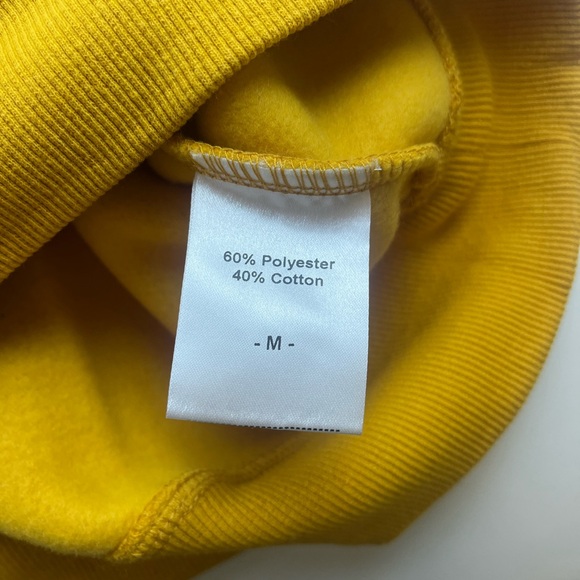 60% Polyester
40% Cotton
- M -